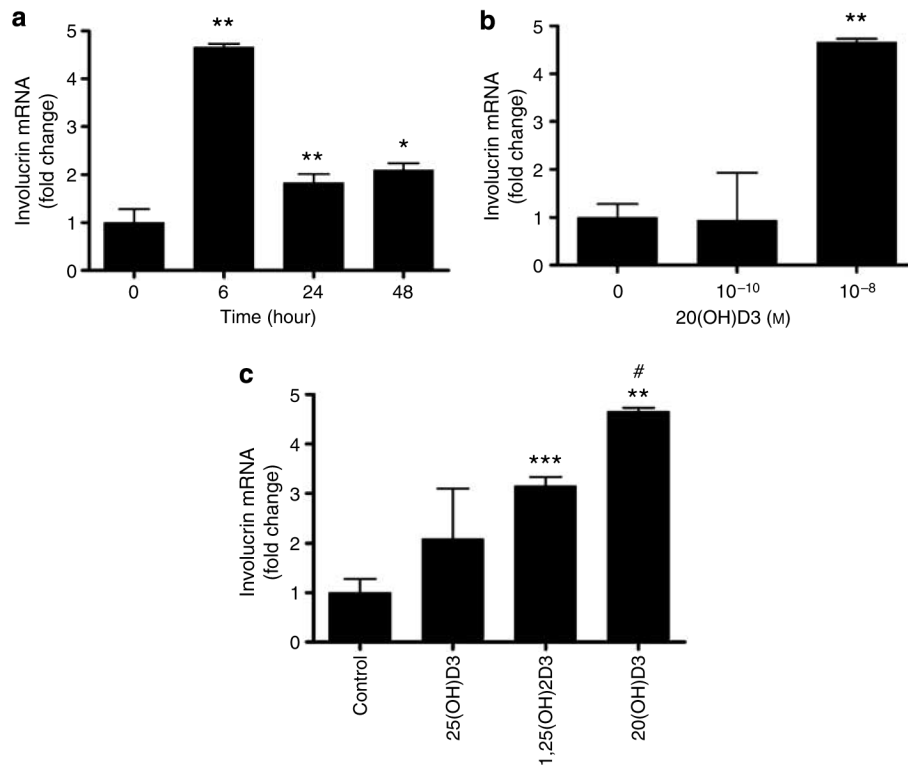 a
Involucrin mRNA
(fold change)
5
4
3
2
1
0
**
**
*
0 6 24 48
Time (hour)
b
Involucrin mRNA
(fold change)
5
4
3
2
1
0
**
0 10⁻¹⁰ 10⁻⁸
20(OH)D3 (M)
c
Involucrin mRNA
(fold change)
5
4
3
2
1
0
***
#
**
Control
25(OH)D3
1,25(OH)2D3
20(OH)D3